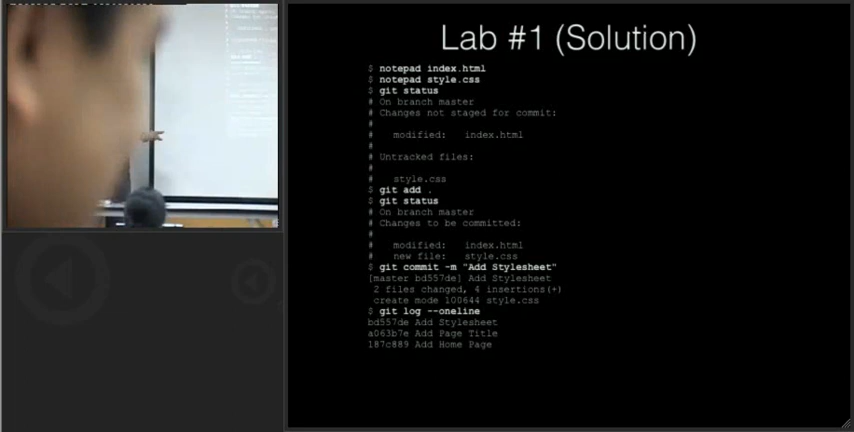 Lab #1 (Solution)
$ notepad index.html
$ notepad style.css
$ git status
# On branch master
# Changes not staged for commit:
#
#   modified:   index.html
#
# Untracked files:
#
#   style.css
$ git add .
$ git status
# On branch master
# Changes to be committed:
#
#   modified:   index.html
#   new file:   style.css
$ git commit -m "Add Stylesheet"
[master bd557de] Add Stylesheet
2 files changed, 4 insertions(+)
create mode 100644 style.css
$ git log --oneline
bd557de Add Stylesheet
a063b7e Add Page Title
187c889 Add Home Page